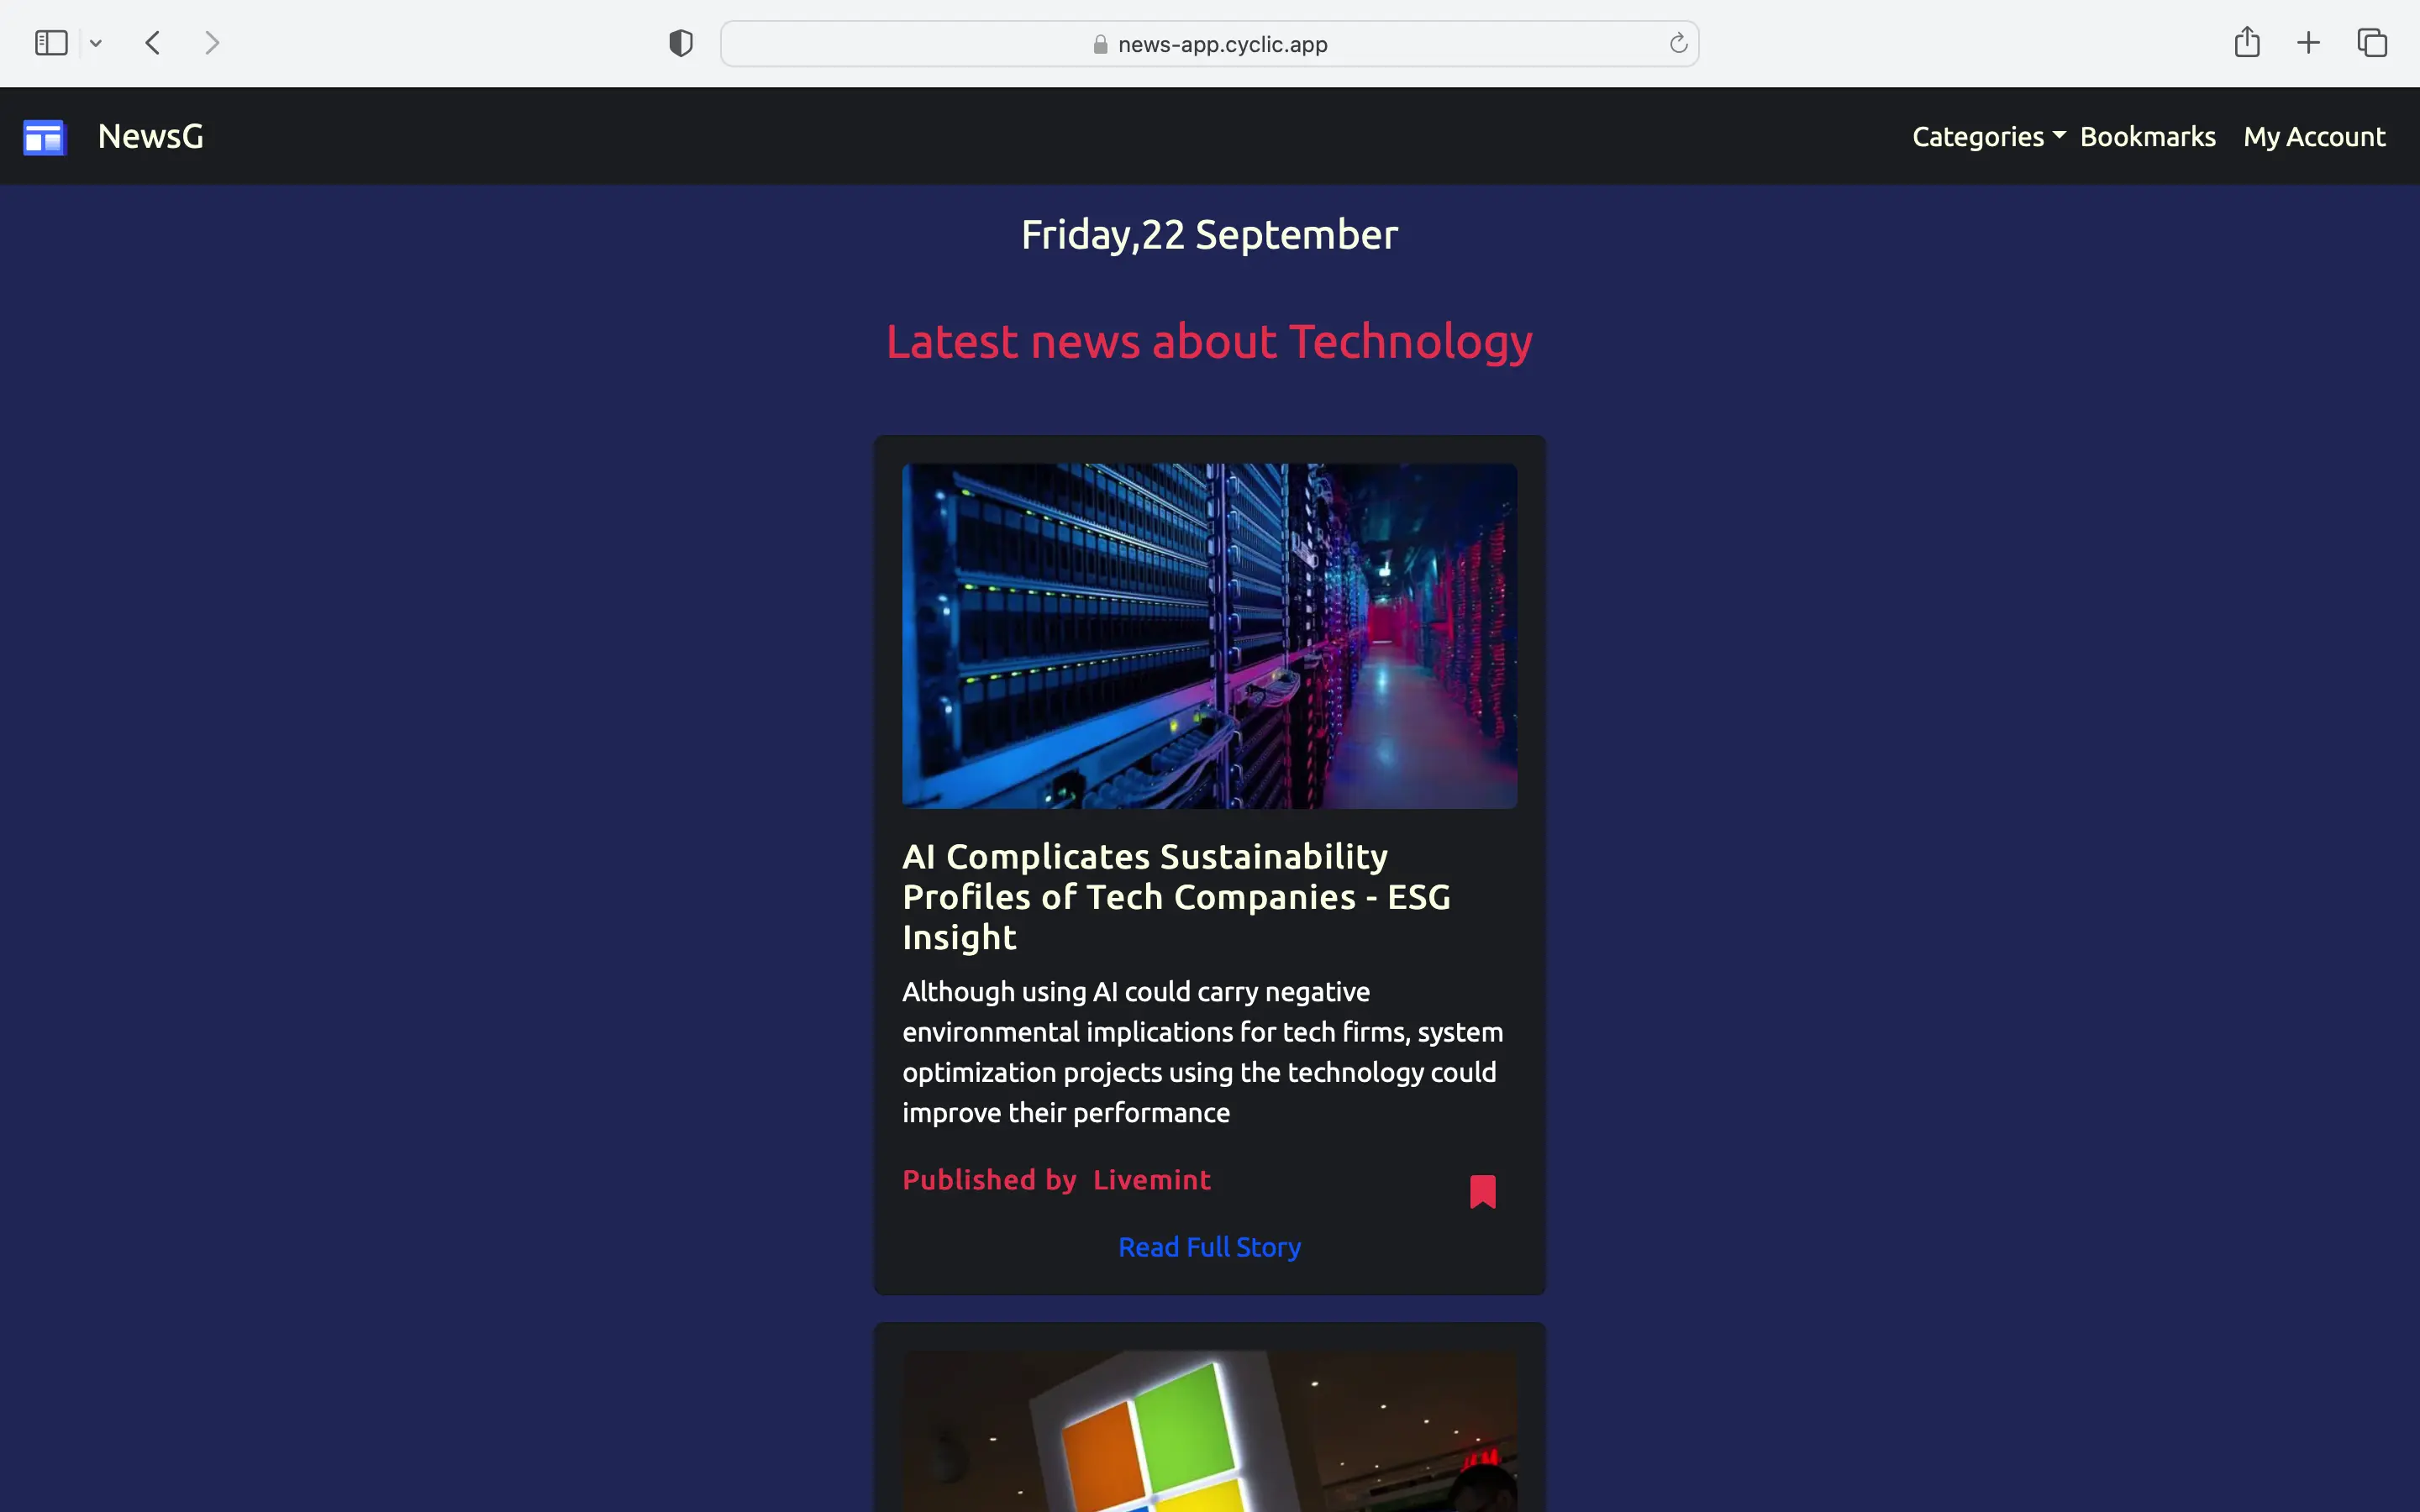 news-app.cyclic.app
NewsG
Categories Bookmarks My Account
Friday,22 September
Latest news about Technology
AI Complicates Sustainability
Profiles of Tech Companies - ESG
Insight
Although using AI could carry negative
environmental implications for tech firms, system
optimization projects using the technology could
improve their performance
Published by Livemint
Read Full Story